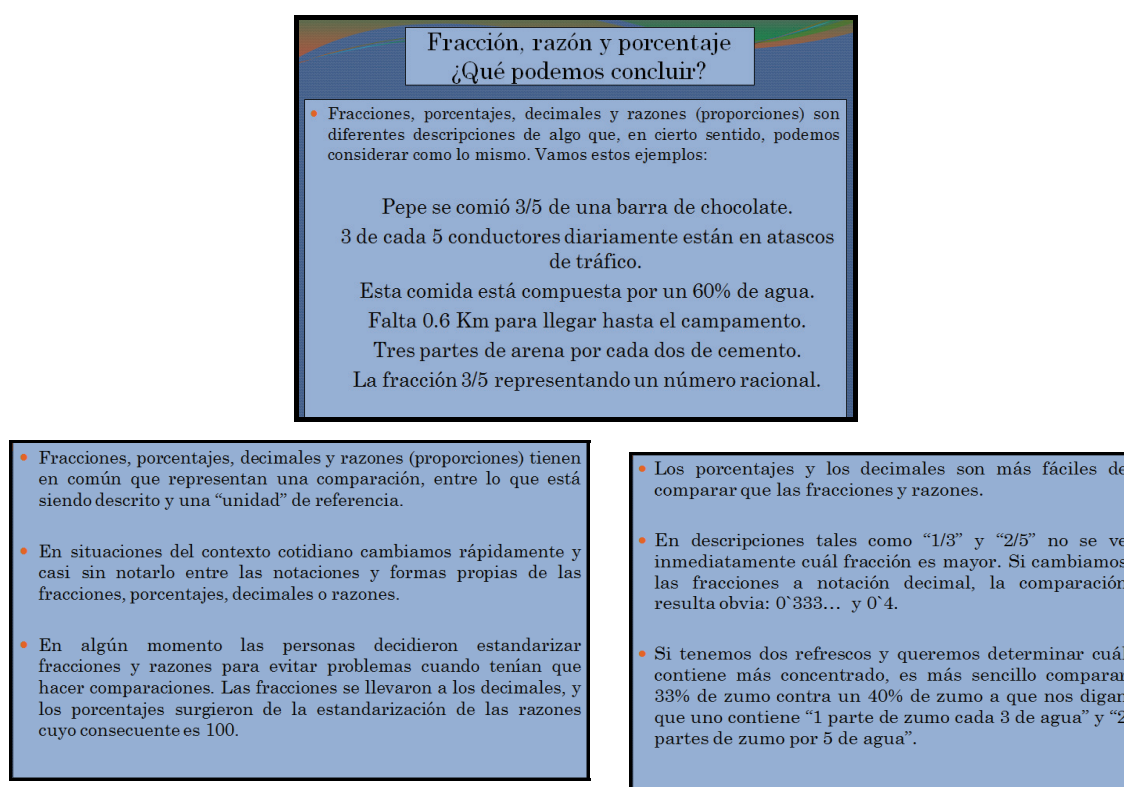 Fracción, razón y porcentaje
¿Qué podemos concluir?
• Fracciones, porcentajes, decimales y razones (proporciones) son
diferentes descripciones de algo que, en cierto sentido, podemos
considerar como lo mismo. Vamos estos ejemplos:
Pepe se comió 3/5 de una barra de chocolate.
3 de cada 5 conductores diariamente están en atascos
de tráfico.
Esta comida está compuesta por un 60% de agua.
Falta 0.6 Km para llegar hasta el campamento.
Tres partes de arena por cada dos de cemento.
La fracción 3/5 representando un número racional.
• Fracciones, porcentajes, decimales y razones (proporciones) tienen
en común que representan una comparación, entre lo que está
siendo descrito y una “unidad” de referencia.
• En situaciones del contexto cotidiano cambiamos rápidamente y
casi sin notarlo entre las notaciones y formas propias de las
fracciones, porcentajes, decimales o razones.
• En algún momento las personas decidieron estandarizar
fracciones y razones para evitar problemas cuando tenían que
hacer comparaciones. Las fracciones se llevaron a los decimales, y
los porcentajes surgieron de la estandarización de las razones
cuyo consecuente es 100.
• Los porcentajes y los decimales son más fáciles de
comparar que las fracciones y razones.
• En descripciones tales como “1/3” y “2/5” no se ve
inmediatamente cuál fracción es mayor. Si cambiamos
las fracciones a notación decimal, la comparación
resulta obvia: 0`333… y 0`4.
• Si tenemos dos refrescos y queremos determinar cuál
contiene más concentrado, es más sencillo comparar
33% de zumo contra un 40% de zumo a que nos digan
que uno contiene “1 parte de zumo cada 3 de agua” y “2
partes de zumo por 5 de agua”.